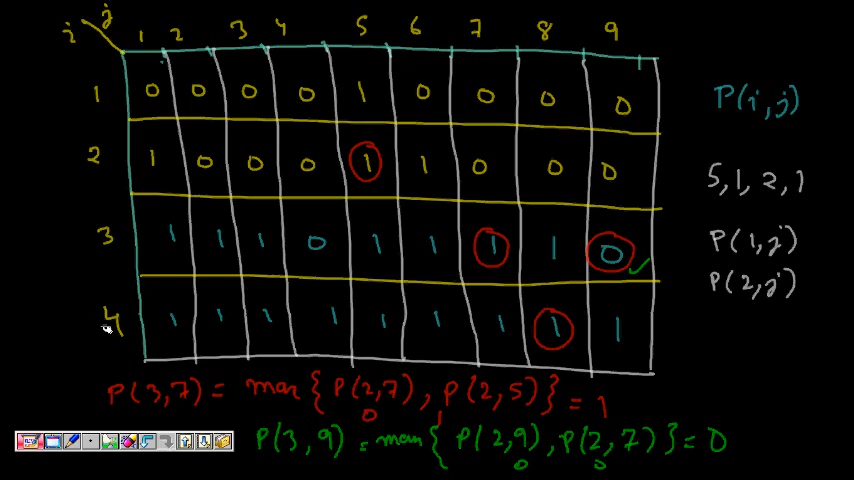 i j 1 2 3 4 5 6 7 8 9
1 0 0 0 0 1 0 0 0 0 P(i,j)
2 1 0 0 0 1 1 0 0 0 5,1,2,1
3 1 1 1 0 1 1 1 1 0 P(1,j)
P(2,j)
4 1 1 1 1 1 1 1 1 1
P(3,7) = max{P(2,7), P(2,5)} = 1
0
P(3,9) = max{P(2,9), P(2,7)} = 0
0 0